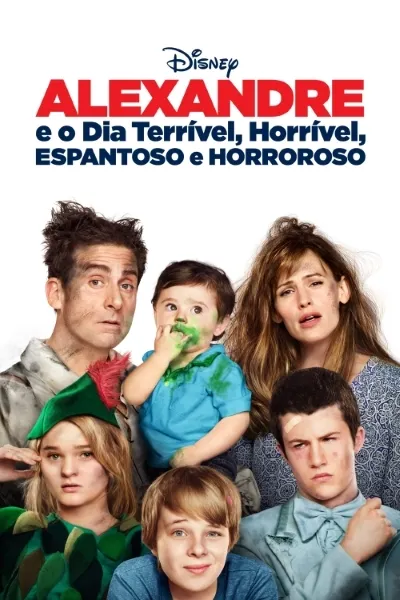 Disney
ALEXANDRE
e o Dia Terrível, Horrível,
ESPANTOSO e HORROROSO